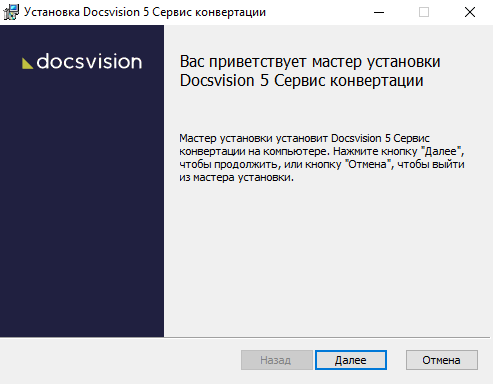 Установка Docsvision 5 Сервис конвертации
docsvision
Вас приветствует мастер установки
Docsvision 5 Сервис конвертации
Мастер установки установит Docsvision 5 Сервис
конвертации на компьютере. Нажмите кнопку "Далее",
чтобы продолжить, или кнопку "Отмена", чтобы выйти
из мастера установки.
Назад
Далее
Отмена